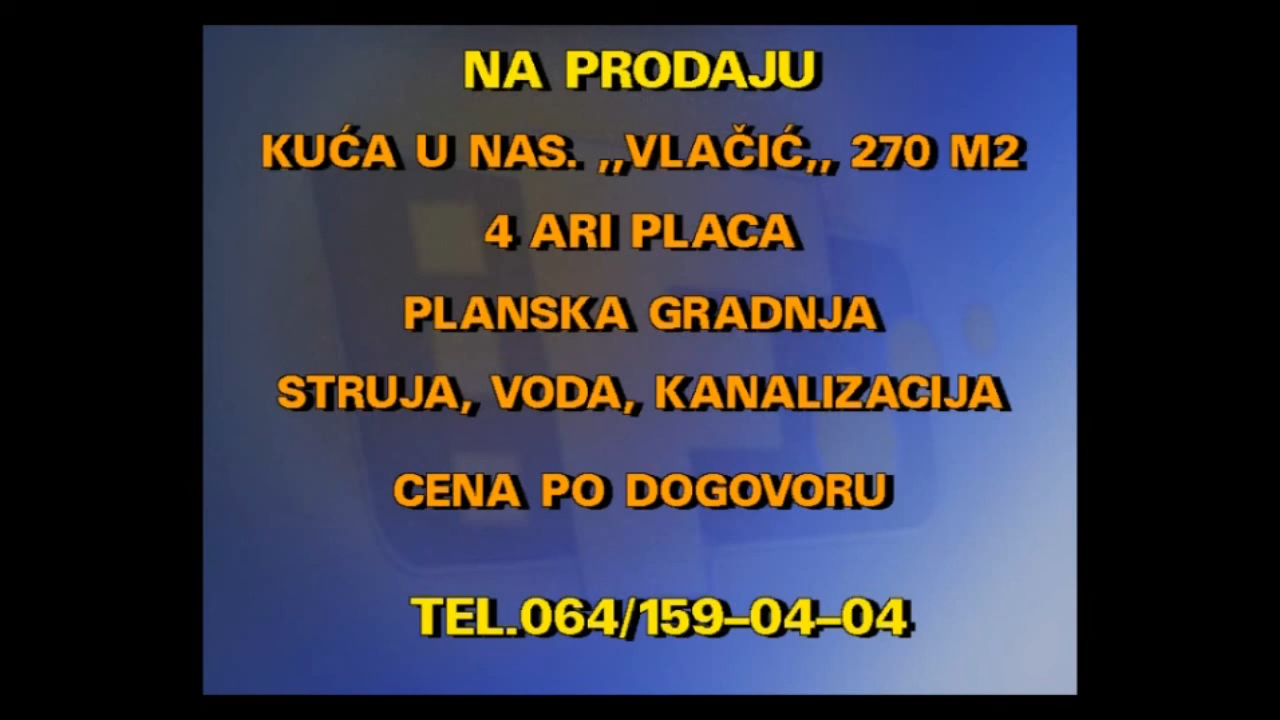 NA PRODAJU
KUĆA U NAS. ,,VLAČIĆ,, 270 M2
4 ARI PLACA
PLANSKA GRADNJA
STRUJA, VODA, KANALIZACIJA
CENA PO DOGOVORU
TEL.064/159–04–04